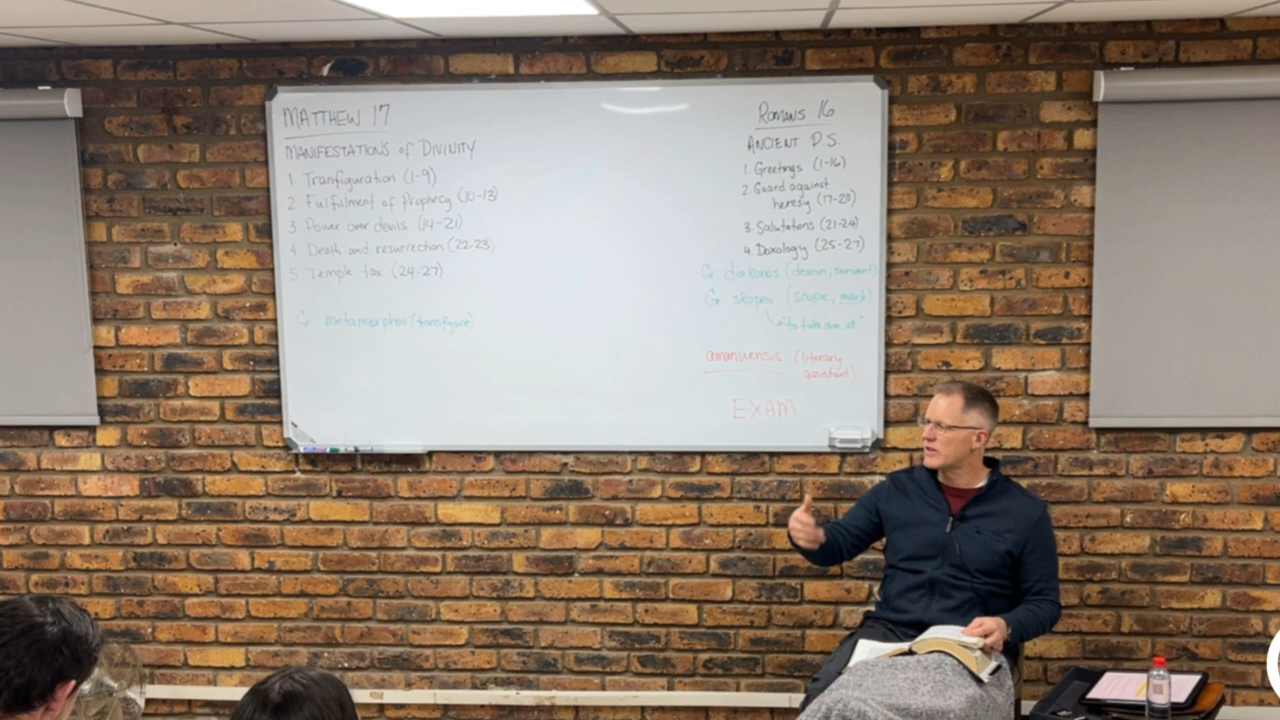 MATTHEW 17
MANIFESTATIONS of DIVINITY
1. Tranfiguration (1-9)
2. Fulfillment of Prophecy (10-13)
3. Power over devils (14-21)
4. Death and resurrection (22-23)
5. Temple tax (24-27)
Gr. metamorphos (transfigure)
ROMANS 16
ANCIENT P.S.
1. Greetings (1-16)
2. Guard against
heresy (17-20)
3. Salutations (21-24)
4. Doxology (25-27)
Gr. diakonos (deacon, servant)
Gr. skopeo (scope, mark)
"to take aim at"
amanuensis (literary
assistant)
EXAM